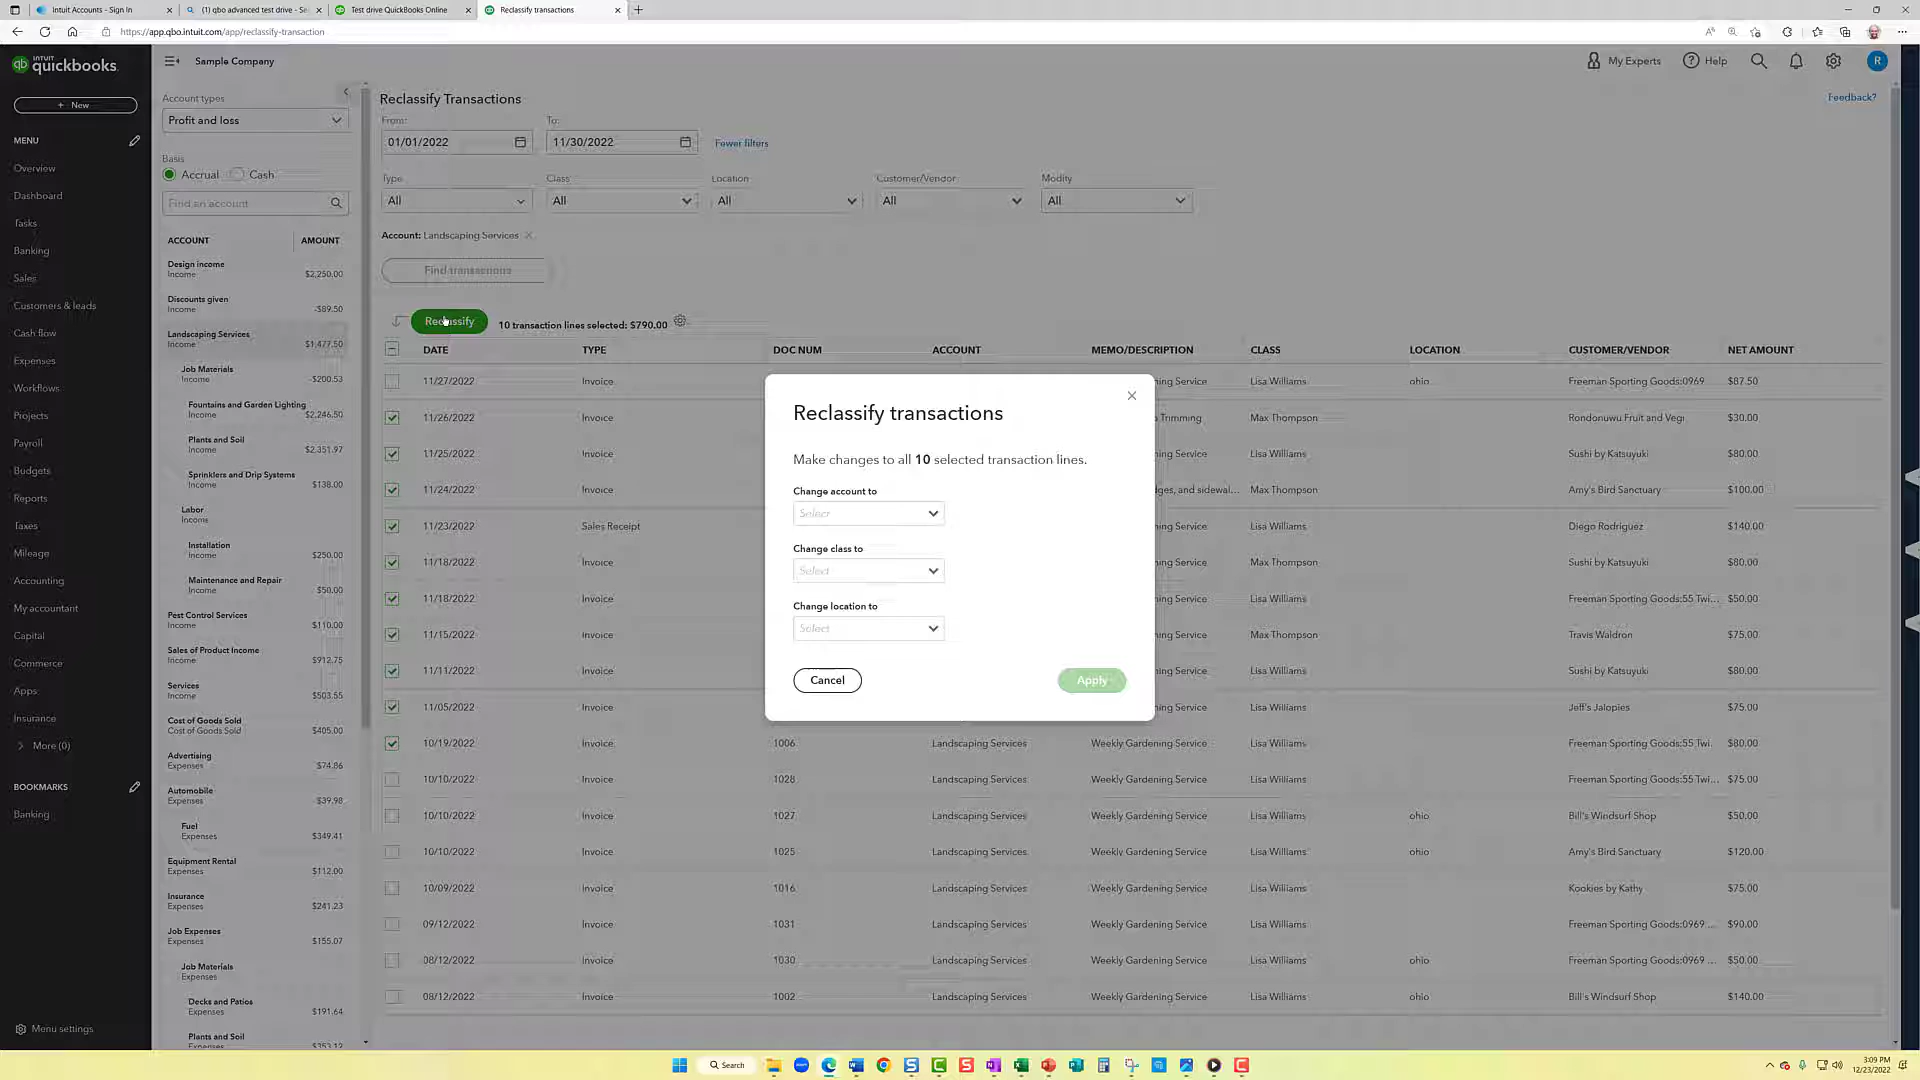 Intuit Accounts - Sign In
(1) qbo advanced test drive - Se
Test drive QuickBooks Online
Reclassify transactions
https://app.qbo.intuit.com/app/reclassify-transaction
INTUIT quickbooks.
Sample Company
My Experts
Help
R
+ New
MENU
Overview
Dashboard
Tasks
Banking
Sales
Customers & leads
Cash flow
Expenses
Workflows
Projects
Payroll
Budgets
Reports
Taxes
Mileage
Accounting
My accountant
Capital
Commerce
Apps
Insurance
More (0)
BOOKMARKS
Banking
Menu settings
Account types
Profit and loss
Basis
Accrual
Cash
Find an account
ACCOUNT AMOUNT
Design income
Income $2,250.00
Discounts given
Income -$89.50
Landscaping Services
Income $1,477.50
Job Materials
Income -$200.53
Fountains and Garden Lighting
Income $2,246.50
Plants and Soil
Income $2,351.97
Sprinklers and Drip Systems
Income $138.00
Labor
Income
Installation
Income $250.00
Maintenance and Repair
Income $50.00
Pest Control Services
Income $110.00
Sales of Product Income
Income $912.75
Services
Income $503.55
Cost of Goods Sold
Cost of Goods Sold $405.00
Advertising
Expenses $74.86
Automobile
Expenses -$39.98
Fuel
Expenses $349.41
Equipment Rental
Expenses $112.00
Insurance
Expenses $241.23
Job Expenses
Expenses $155.07
Job Materials
Expenses
Decks and Patios
Expenses $191.64
Plants and Soil
Expenses $353.12
Reclassify Transactions
Feedback?
From: To:
01/01/2022 11/30/2022 Fewer filters
Type Class Location Customer/Vendor Modify
All All All All All
Account: Landscaping Services
Find transactions
Reclassify 10 transaction lines selected: $790.00
DATE TYPE DOC NUM ACCOUNT MEMO/DESCRIPTION CLASS LOCATION CUSTOMER/VENDOR NET AMOUNT
11/27/2022 Invoice ning Service Lisa Williams ohio Freeman Sporting Goods:0969 $87.50
11/26/2022 Invoice Trimming Max Thompson Rondonuwu Fruit and Vegi $30.00
11/25/2022 Invoice ning Service Lisa Williams Sushi by Katsuyuki $80.00
11/24/2022 Invoice lges, and sidewal... Max Thompson Amy's Bird Sanctuary $100.00
11/23/2022 Sales Receipt ning Service Lisa Williams Diego Rodriguez $140.00
11/18/2022 Invoice ning Service Max Thompson Sushi by Katsuyuki $80.00
11/18/2022 Invoice ning Service Lisa Williams Freeman Sporting Goods:55 Twi... $50.00
11/15/2022 Invoice ning Service Max Thompson Travis Waldron $75.00
11/11/2022 Invoice ning Service Lisa Williams Sushi by Katsuyuki $80.00
11/05/2022 Invoice ning Service Lisa Williams Jeff's Jalopies $75.00
10/19/2022 Invoice 1006 Landscaping Services Weekly Gardening Service Lisa Williams Freeman Sporting Goods:55 Twi. $80.00
10/10/2022 Invoice 1028 Landscaping Services Weekly Gardening Service Lisa Williams Freeman Sporting Goods:55 Twi... $75.00
10/10/2022 Invoice 1027 Landscaping Services Weekly Gardening Service Lisa Williams ohio Bill's Windsurf Shop $50.00
10/10/2022 Invoice 1025 Landscaping Services Weekly Gardening Service Lisa Williams ohio Amy's Bird Sanctuary $120.00
10/09/2022 Invoice 1016 Landscaping Services Weekly Gardening Service Lisa Williams Kookies by Kathy $75.00
09/12/2022 Invoice 1031 Landscaping Services Weekly Gardening Service Lisa Williams Freeman Sporting Goods:0969 ... $90.00
08/12/2022 Invoice 1030 Landscaping Services Weekly Gardening Service Lisa Williams ohio Freeman Sporting Goods:0969 ... $50.00
08/12/2022 Invoice 1002 Landscaping Services Weekly Gardening Service Lisa Williams ohio Bill's Windsurf Shop $140.00
Reclassify transactions
Make changes to all 10 selected transaction lines.
Change account to
Select
Change class to
Select
Change location to
Select
Cancel Apply
Search
3:09 PM
12/23/2022